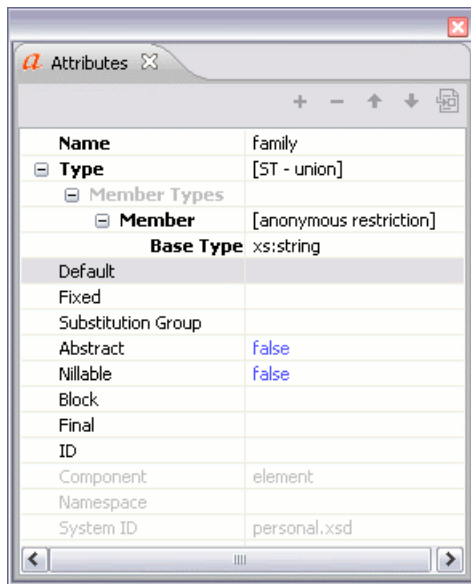 a Attributes
Name family
Type [ST - union]
Member Types
Member [anonymous restriction]
Base Type xs:string
Default
Fixed
Substitution Group
Abstract false
Nillable false
Block
Final
ID
Component element
Namespace
System ID personal.xsd